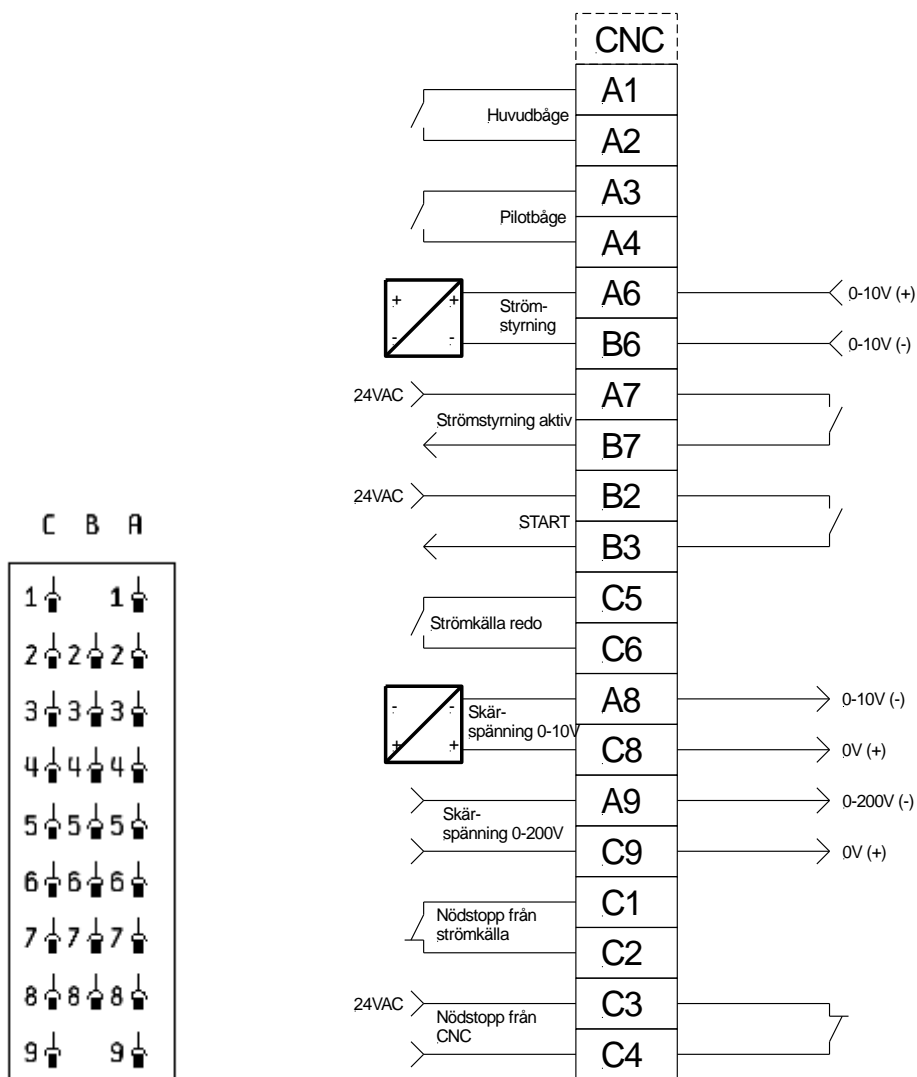 CNC
A1
Huvudbåge
A2
A3
Pilotbåge
A4
A6
+ +
Ström-
styrning
0-10V (+)
- -
B6
0-10V (-)
24VAC
A7
Strömstyrning aktiv
B7
24VAC
B2
START
B3
C5
Strömkälla redo
C6
A8
- -
Skär-
spänning 0-10V
0-10V (-)
+ +
C8
0V (+)
A9
Skär-
spänning 0-200V
0-200V (-)
C9
0V (+)
C1
Nödstopp från
strömkälla
C2
24VAC
C3
Nödstopp från
CNC
C4
C B A
1 1
2 2 2
3 3 3
4 4 4
5 5 5
6 6 6
7 7 7
8 8 8
9 9